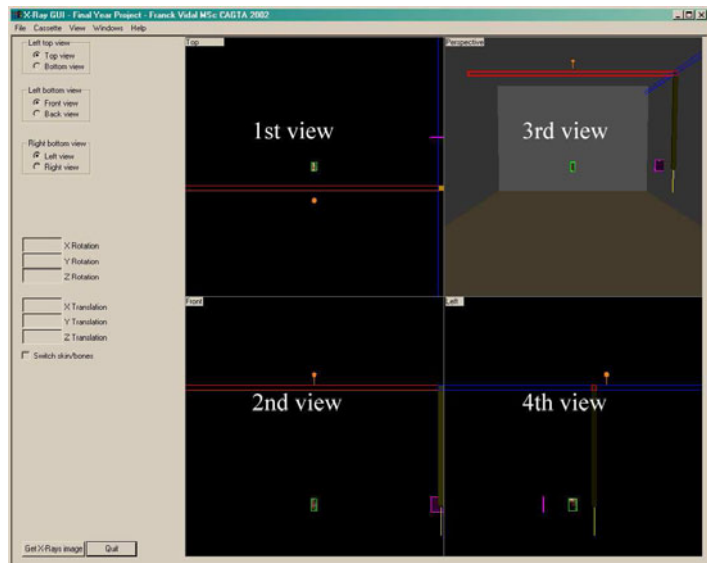 X-Ray GUI - Final Year Project - Franck Vidal MSc CAGTA 2002
File Cassette View Windows Help
Left top view
Top view
Bottom view
Left bottom view
Front view
Back view
Right bottom view
Left view
Right view
X Rotation
Y Rotation
Z Rotation
X Translation
Y Translation
Z Translation
Switch skin/bones
Get X-Rays image Quit
Top
1st view
Perspective
3rd view
Front
2nd view
Left
4th view